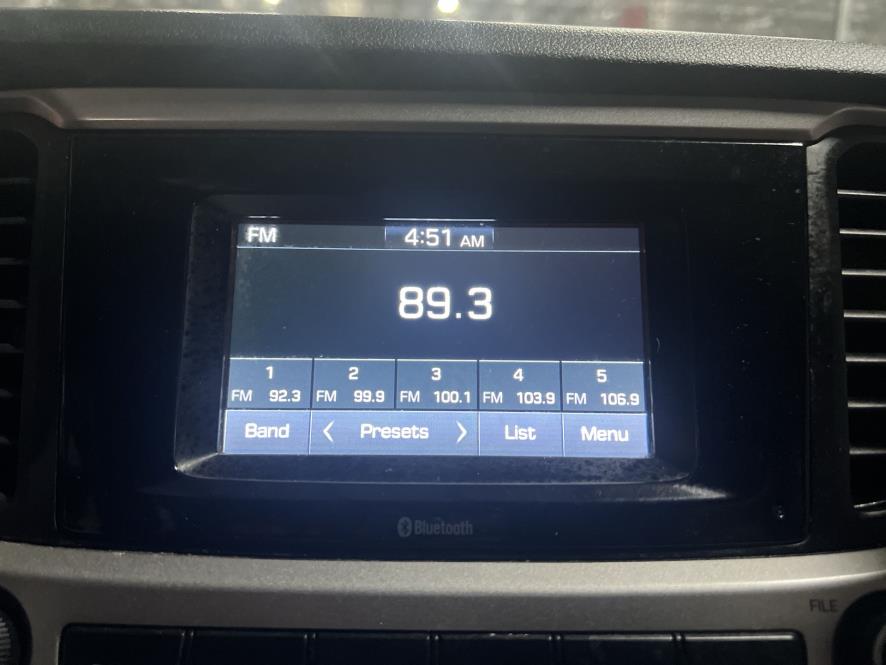 FM 4:51 AM
89.3
1 2 3 4 5
FM 92.3 FM 99.9 FM 100.1 FM 103.9 FM 106.9
Band < Presets > List Menu
Bluetooth
FILE